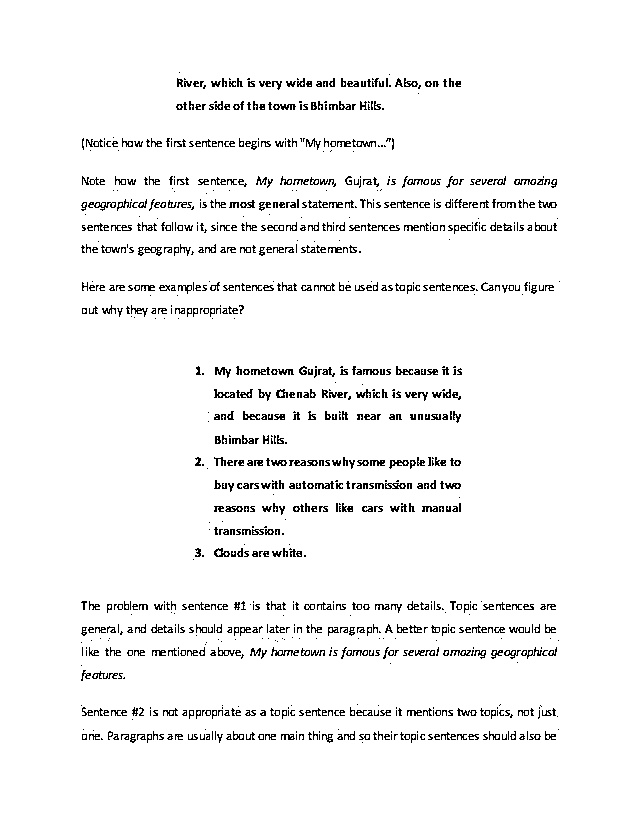 River, which is very wide and beautiful. Also, on the
other side of the town is Bhimbar Hills.
(Notice how the first sentence begins with "My hometown...")
Note how the first sentence, My hometown, Gujrat, is famous for several amazing
geographical features, is the most general statement. This sentence is different from the two
sentences that follow it, since the second and third sentences mention specific details about
the town's geography, and are not general statements.
Here are some examples of sentences that cannot be used as topic sentences. Can you figure
out why they are inappropriate?
1. My hometown Gujrat, is famous because it is
located by Chenab River, which is very wide,
and because it is built near an unusually
Bhimbar Hills.
2. There are two reasons why some people like to
buy cars with automatic transmission and two
reasons why others like cars with manual
transmission.
3. Clouds are white.
The problem with sentence #1 is that it contains too many details. Topic sentences are
general, and details should appear later in the paragraph. A better topic sentence would be
like the one mentioned above, My hometown is famous for several amazing geographical
features.
Sentence #2 is not appropriate as a topic sentence because it mentions two topics, not just
one. Paragraphs are usually about one main thing and so their topic sentences should also be